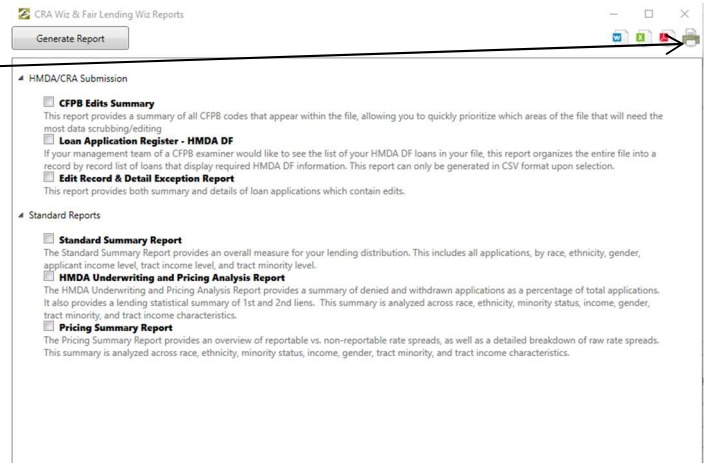 CRA Wiz & Fair Lending Wiz Reports
Generate Report
HMDA/CRA Submission
CFPB Edits Summary
This report provides a summary of all CFPB codes that appear within the file, allowing you to quickly prioritize which areas of the file that will need the
most data scrubbing/editing
Loan Application Register - HMDA DF
If your management team of a CFPB examiner would like to see the list of your HMDA DF loans in your file, this report organizes the entire file into a
record by record list of loans that display required HMDA DF information. This report can only be generated in CSV format upon selection.
Edit Record & Detail Exception Report
This report provides both summary and details of loan applications which contain edits.
Standard Reports
Standard Summary Report
The Standard Summary Report provides an overall measure for your lending distribution. This includes all applications, by race, ethnicity, gender,
applicant income level, tract income level, and tract minority level.
HMDA Underwriting and Pricing Analysis Report
The HMDA Underwriting and Pricing Analysis Report provides a summary of denied and withdrawn applications as a percentage of total applications.
It also provides a lending statistical summary of 1st and 2nd liens. This summary is analyzed across race, ethnicity, minority status, income, gender,
tract minority, and tract income characteristics.
Pricing Summary Report
The Pricing Summary Report provides an overview of reportable vs. non-reportable rate spreads, as well as a detailed breakdown of raw rate spreads.
This summary is analyzed across race, ethnicity, minority status, income, gender, tract minority, and tract income characteristics.